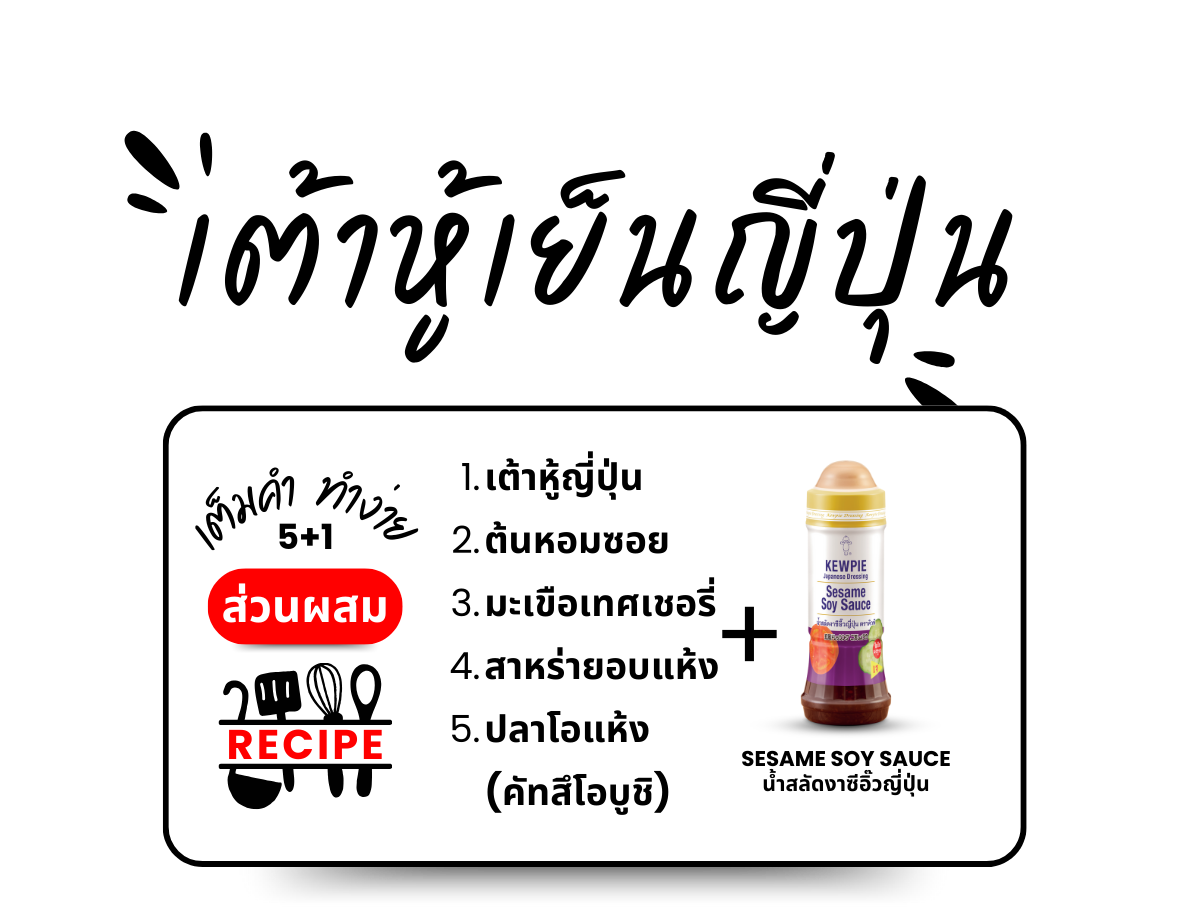 เต้าหู้เย็นญี่ปุ่น
เต็มคำ ทำง่าย
5+1
ส่วนผสม
RECIPE
1. เต้าหู้ญี่ปุ่น
2. ต้นหอมซอย
3. มะเขือเทศเชอรี่
4. สาหร่ายอบแห้ง
5. ปลาโอแห้ง
(คัทสึโอบูชิ)
+
KEWPIE
Japanese Dressing
Sesame
Soy Sauce
SESAME SOY SAUCE
น้ำสลัดงาซีอิ๊วญี่ปุ่น